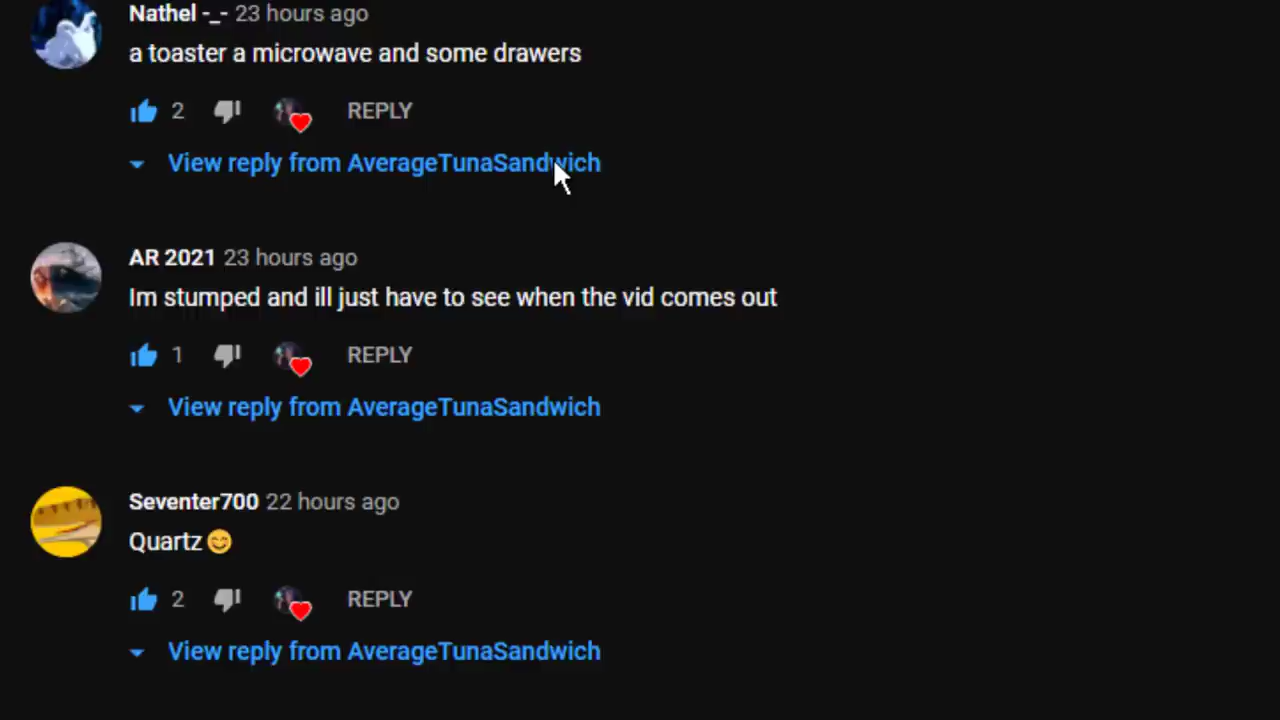 Nathel -_- 23 hours ago
a toaster a microwave and some drawers
2 REPLY
View reply from AverageTunaSandwich
AR 2021 23 hours ago
Im stumped and ill just have to see when the vid comes out
1 REPLY
View reply from AverageTunaSandwich
Seventer700 22 hours ago
Quartz😊
2 REPLY
View reply from AverageTunaSandwich